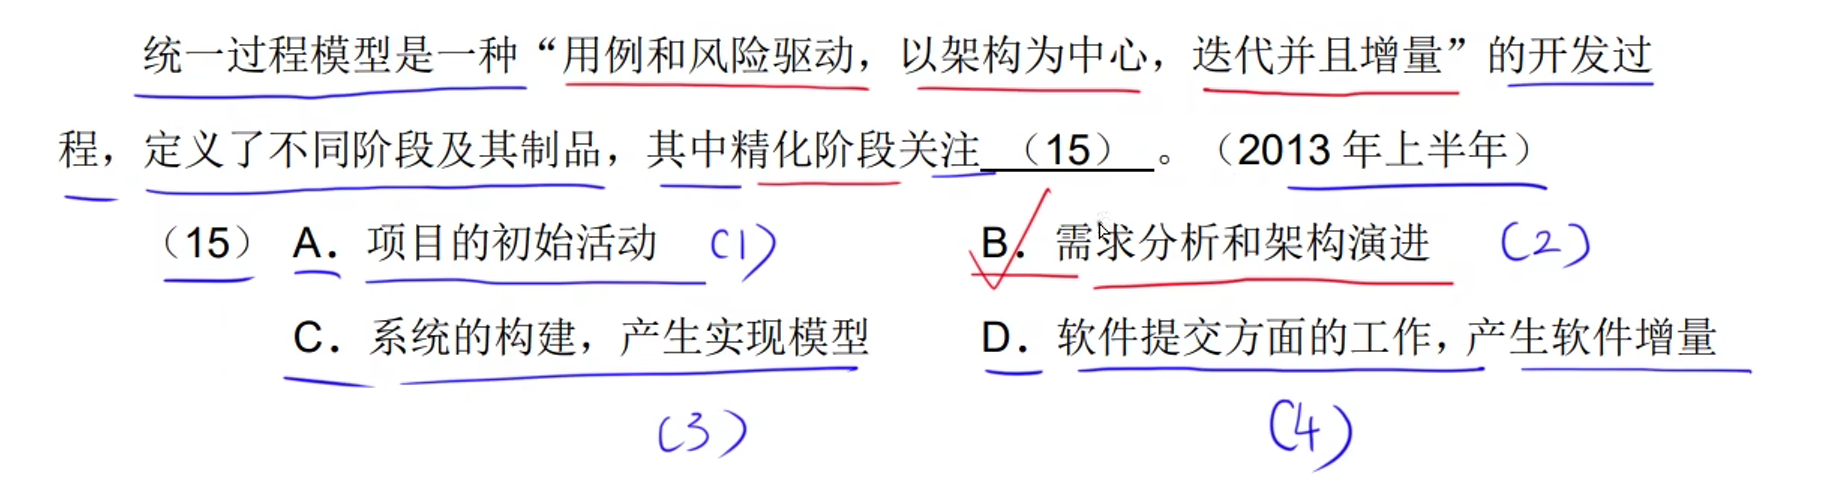 统一过程模型是一种“用例和风险驱动，以架构为中心，迭代并且增量”的开发过
程，定义了不同阶段及其制品，其中精化阶段关注 （15） 。（2013 年上半年）
（15） A．项目的初始活动 (1) B．需求分析和架构演进 (2)
C．系统的构建，产生实现模型 D．软件提交方面的工作，产生软件增量
(3) (4)